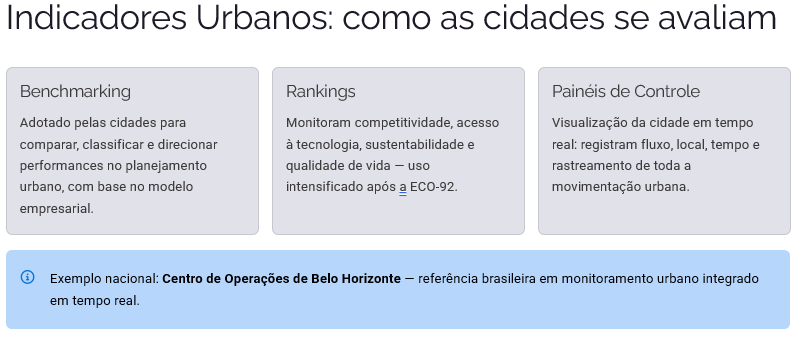 Indicadores Urbanos: como as cidades se avaliam
Benchmarking
Adotado pelas cidades para
comparar, classificar e direcionar
performances no planejamento
urbano, com base no modelo
empresarial.
Rankings
Monitoram competitividade, acesso
à tecnologia, sustentabilidade e
qualidade de vida — uso
intensificado após a ECO-92.
Painéis de Controle
Visualização da cidade em tempo
real: registram fluxo, local, tempo e
rastreamento de toda a
movimentação urbana.
Exemplo nacional: Centro de Operações de Belo Horizonte — referência brasileira em monitoramento urbano integrado
em tempo real.